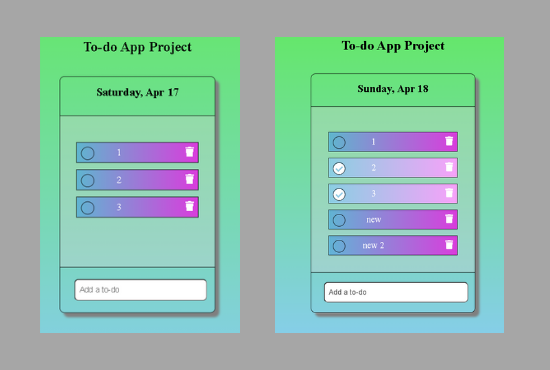 To-do App Project
Saturday, Apr 17
1
2
3
Add a to-do
To-do App Project
Sunday, Apr 18
1
2
3
new
new 2
Add a to-do